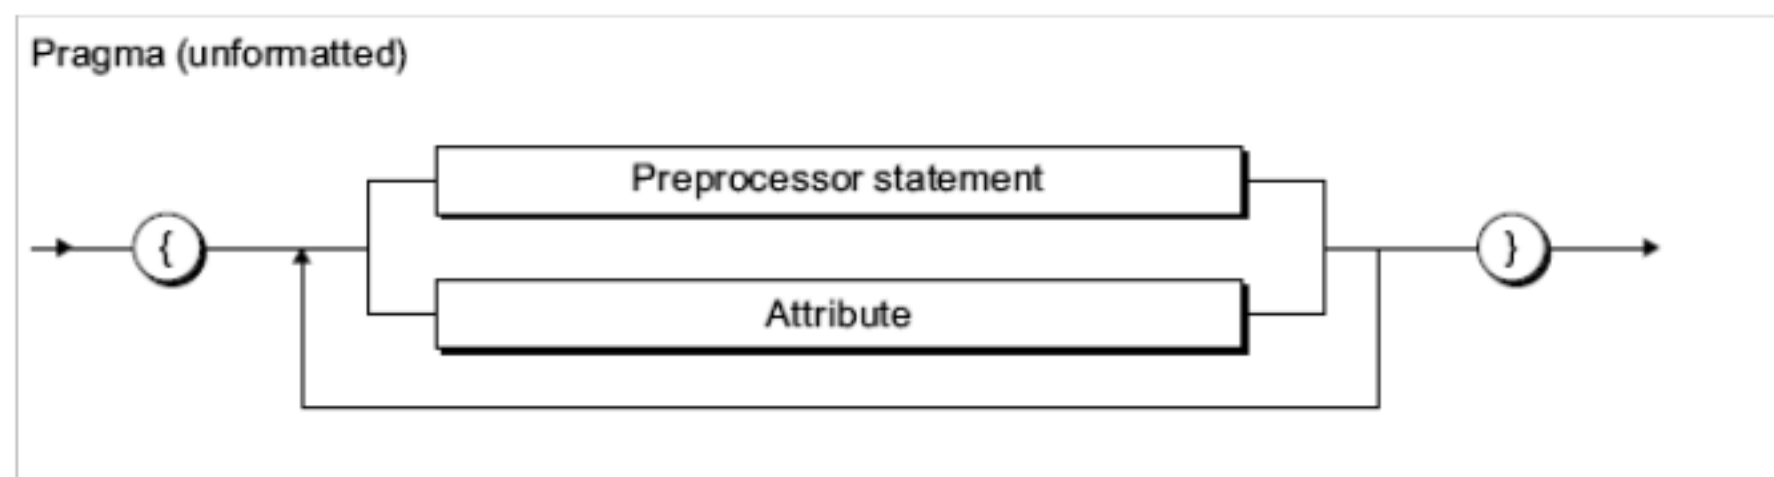 Pragma (unformatted)
Preprocessor statement
{ }
Attribute